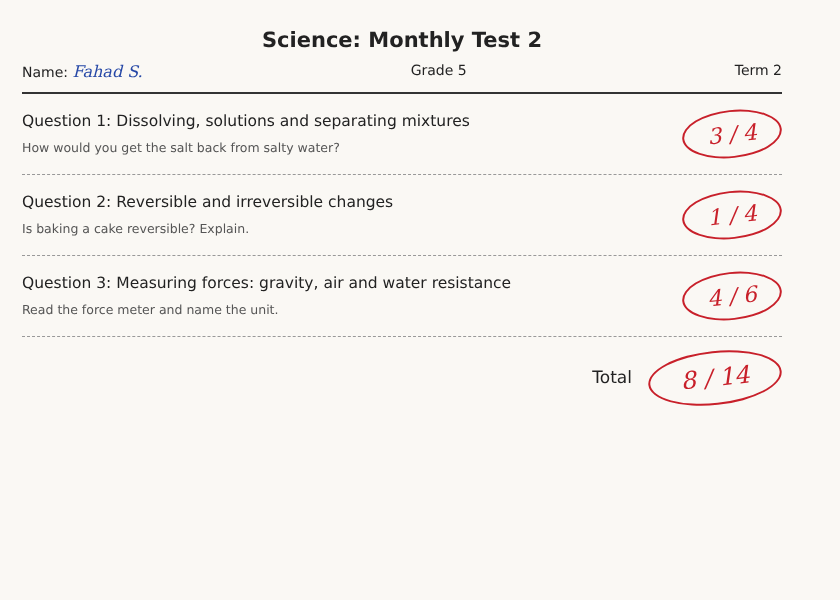 Science: Monthly Test 2
Name: Fahad S. Grade 5 Term 2
Question 1: Dissolving, solutions and separating mixtures 3 / 4
How would you get the salt back from salty water?
Question 2: Reversible and irreversible changes 1 / 4
Is baking a cake reversible? Explain.
Question 3: Measuring forces: gravity, air and water resistance 4 / 6
Read the force meter and name the unit.
Total 8 / 14